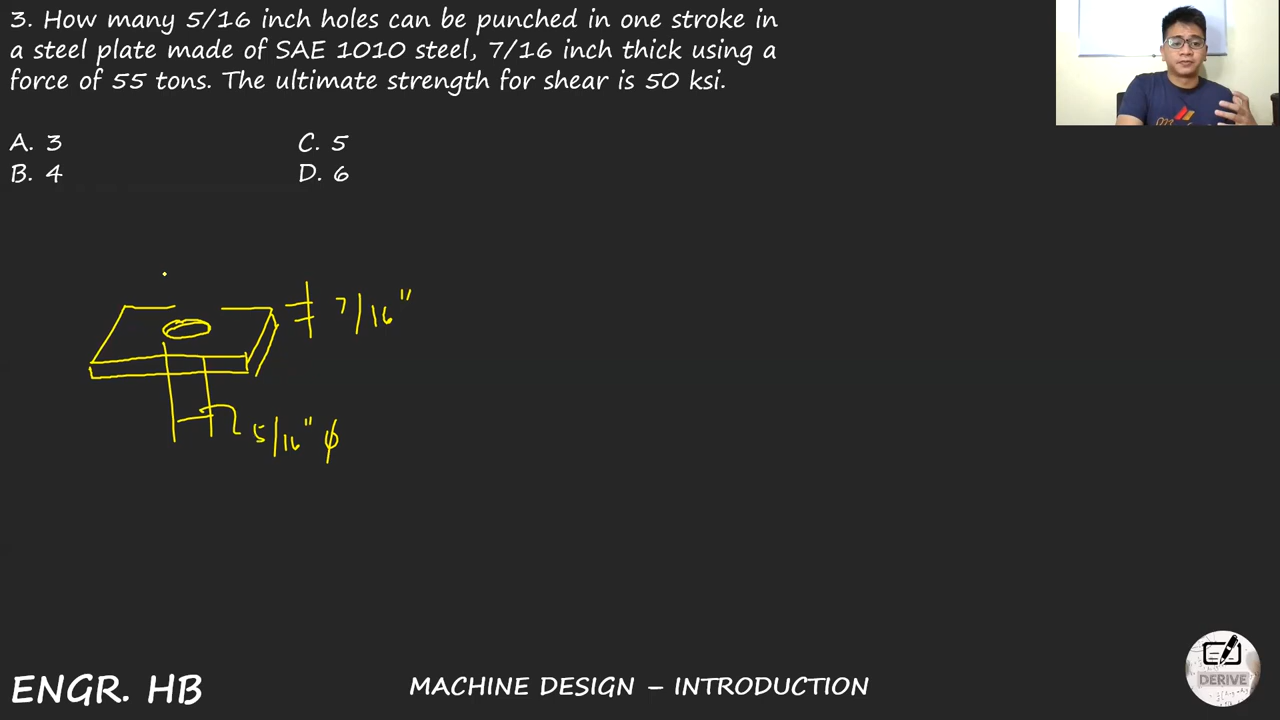 3. How many 5/16 inch holes can be punched in one stroke in
a steel plate made of SAE 1010 steel, 7/16 inch thick using a
force of 55 tons. The ultimate strength for shear is 50 ksi.
A. 3
C. 5
B. 4
D. 6
7/16"
5/16" φ
ENGR. HB
MACHINE DESIGN – INTRODUCTION
DERIVE